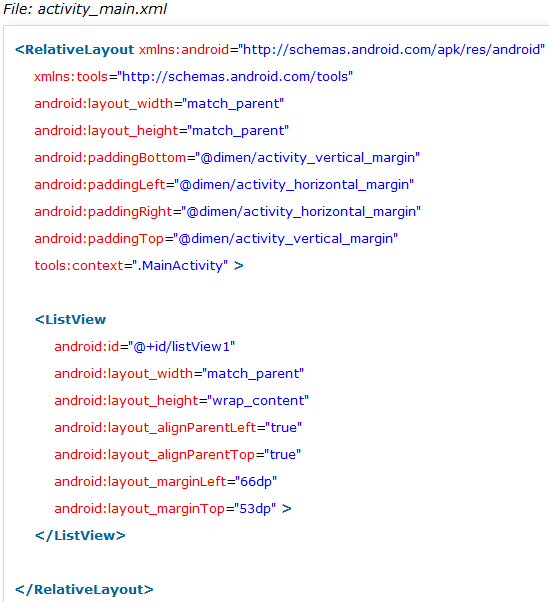 File: activity_main.xml
<RelativeLayout xmlns:android="http://schemas.android.com/apk/res/android"
xmlns:tools="http://schemas.android.com/tools"
android:layout_width="match_parent"
android:layout_height="match_parent"
android:paddingBottom="@dimen/activity_vertical_margin"
android:paddingLeft="@dimen/activity_horizontal_margin"
android:paddingRight="@dimen/activity_horizontal_margin"
android:paddingTop="@dimen/activity_vertical_margin"
tools:context=".MainActivity" >
<ListView
android:id="@+id/listView1"
android:layout_width="match_parent"
android:layout_height="wrap_content"
android:layout_alignParentLeft="true"
android:layout_alignParentTop="true"
android:layout_marginLeft="66dp"
android:layout_marginTop="53dp" >
</ListView>
</RelativeLayout>